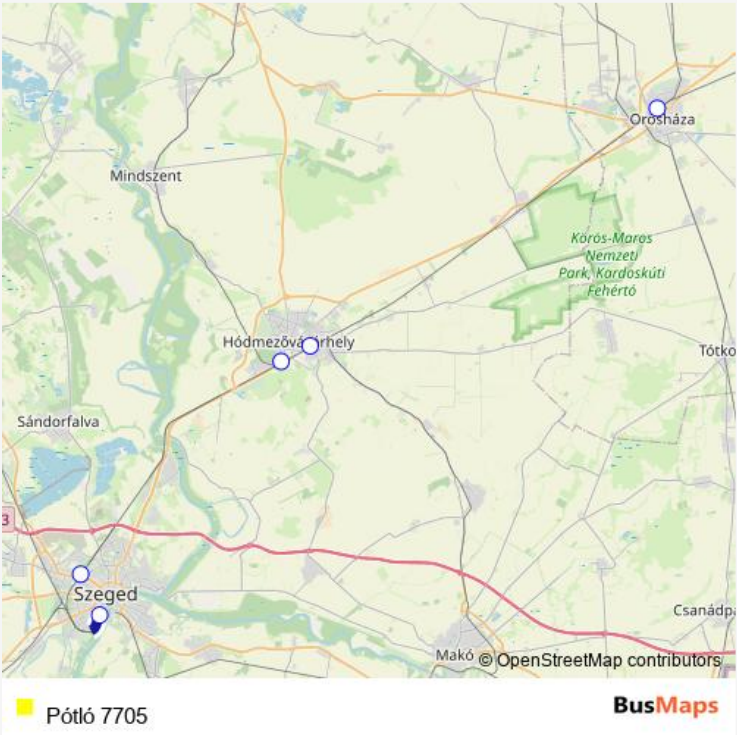 Orosháza
Mindszent
Körös-Maros
Nemzeti
Park, Kardoskúti
Fehértó
Hódmezővásárhely
Tótko
Sándorfalva
3
Szeged
Csanádpa
Makó
© OpenStreetMap contributors
Pótló 7705
BusMaps